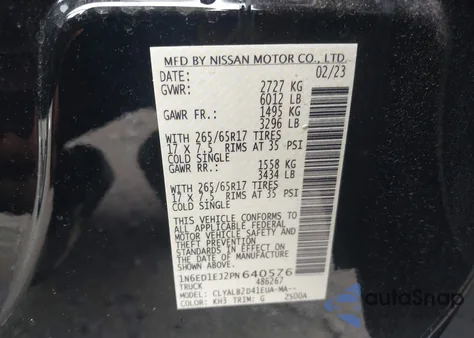 MFD BY NISSAN MOTOR CO., LTD.
DATE: 02/23
GVWR: 2727 KG
6012 LB
GAWR FR.: 1495 KG
3296 LB
WITH 265/65R17 TIRES
17 X 7.5 RIMS AT 35 PSI
COLD SINGLE
GAWR RR.: 1558 KG
3434 LB
WITH 265/65R17 TIRES
17 X 7.5 RIMS AT 35 PSI
COLD SINGLE
THIS VEHICLE CONFORMS TO
ALL APPLICABLE FEDERAL
MOTOR VEHICLE SAFETY AND
THEFT PREVENTION
STANDARDS IN EFFECT ON
THE DATE OF MANUFACTURE
SHOWN ABOVE.
1N6ED1EJ2PN640576
486267
MODEL: CLYALB2D41EUA-MA--
COLOR: KH3 TRIM: G 2500A
autoSnap